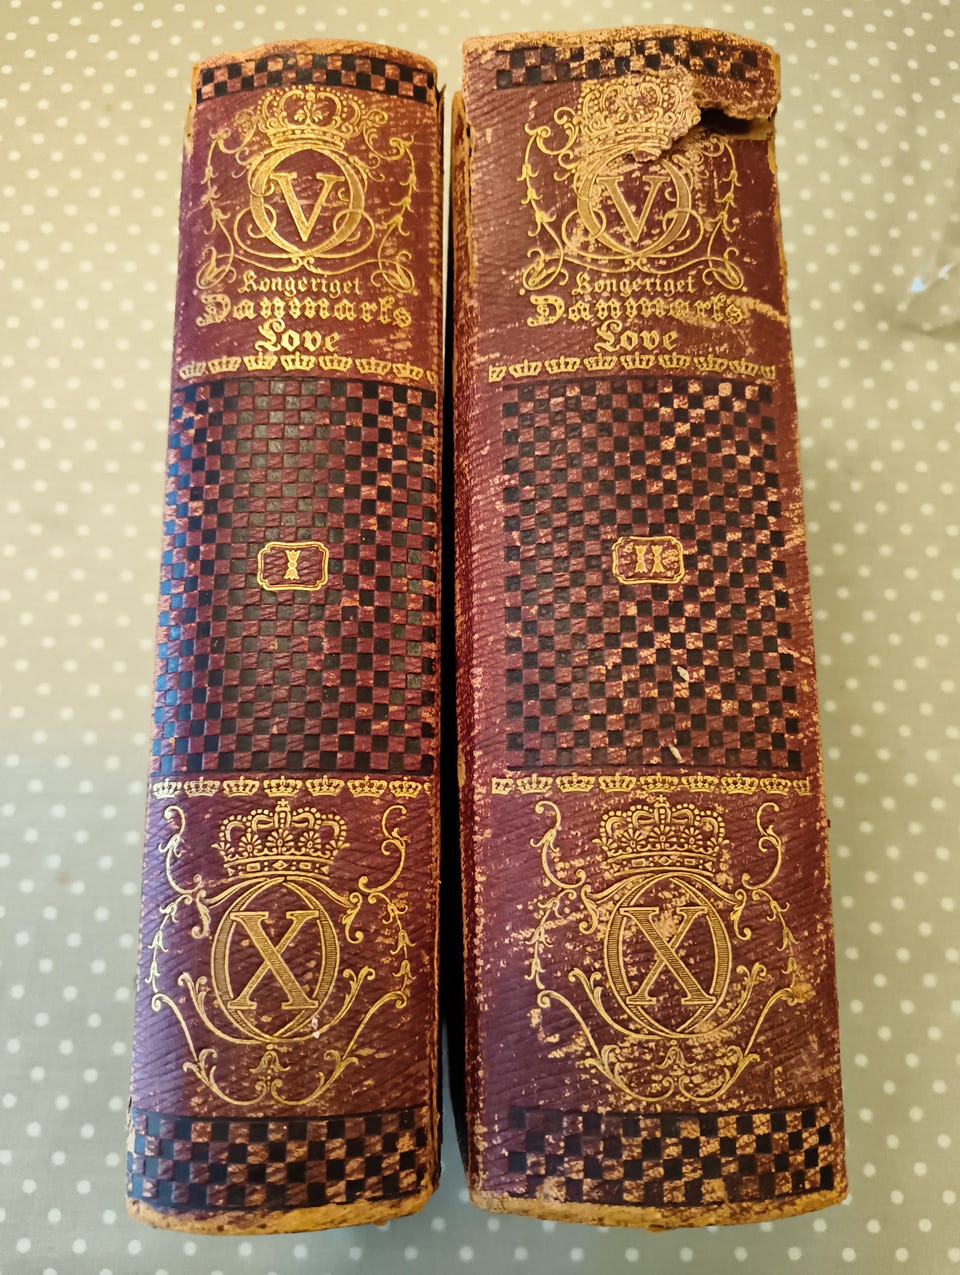 V
Kongeriget
Danmarks
Love
I
X
V
Kongeriget
Danmarks
Love
II
X